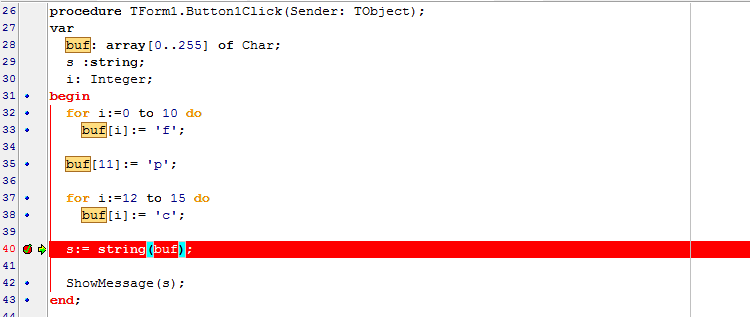 26 procedure TForm1.Button1Click(Sender: TObject);
27 var
28   buf: array[0..255] of Char;
29   s :string;
30   i: Integer;
31 begin
32   for i:=0 to 10 do
33     buf[i]:= 'f';
34
35   buf[11]:= 'p';
36
37   for i:=12 to 15 do
38     buf[i]:= 'c';
39
40   s:= string(buf);
41
42   ShowMessage(s);
43 end;
44